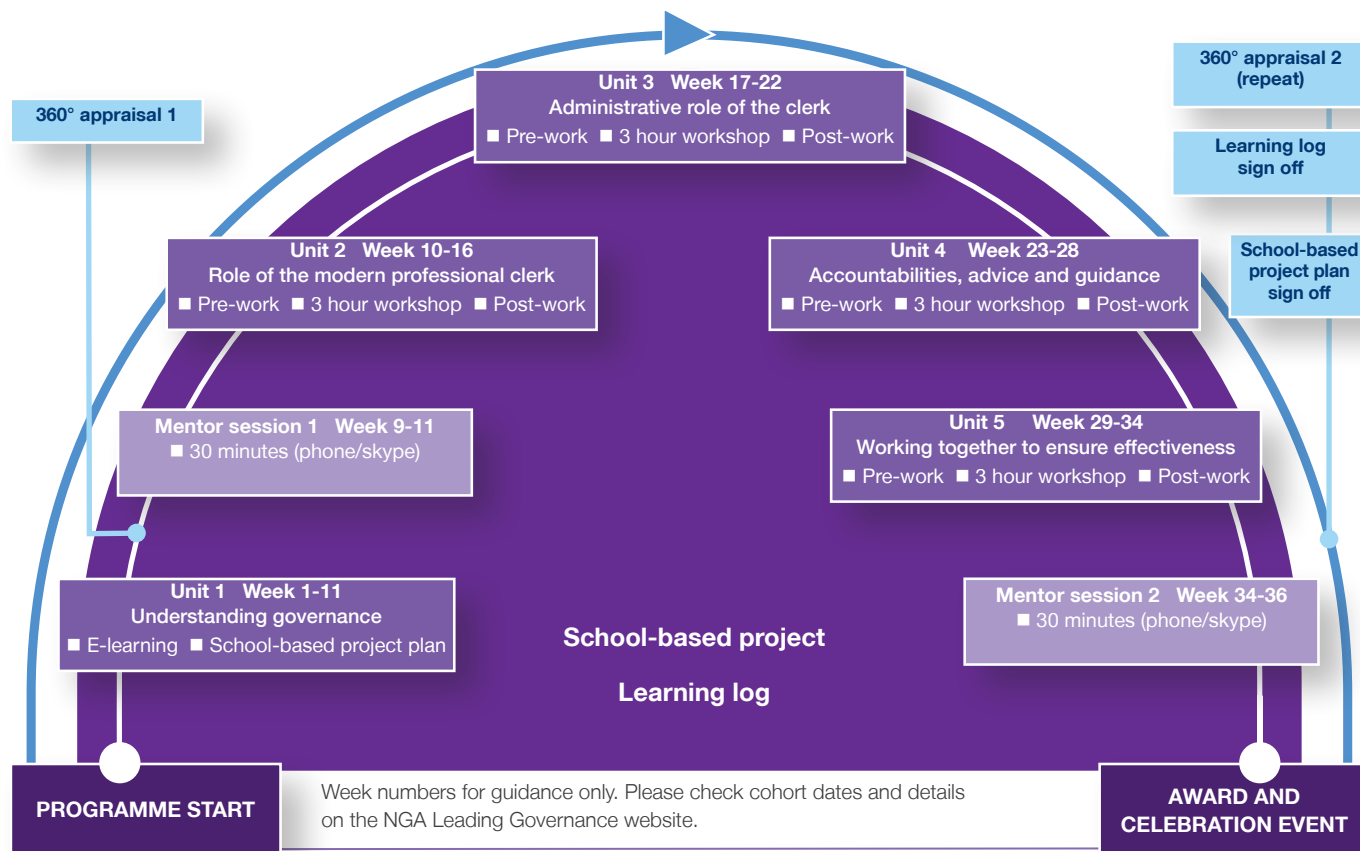 360° appraisal 1
Unit 3 Week 17-22
Administrative role of the clerk
■ Pre-work ■ 3 hour workshop ■ Post-work
360° appraisal 2
(repeat)
Learning log
sign off
School-based
project plan
sign off
Unit 2 Week 10-16
Role of the modern professional clerk
■ Pre-work ■ 3 hour workshop ■ Post-work
Unit 4 Week 23-28
Accountabilities, advice and guidance
■ Pre-work ■ 3 hour workshop ■ Post-work
Mentor session 1 Week 9-11
■ 30 minutes (phone/skype)
Unit 5 Week 29-34
Working together to ensure effectiveness
■ Pre-work ■ 3 hour workshop ■ Post-work
Unit 1 Week 1-11
Understanding governance
■ E-learning ■ School-based project plan
Mentor session 2 Week 34-36
■ 30 minutes (phone/skype)
School-based project
Learning log
PROGRAMME START
Week numbers for guidance only. Please check cohort dates and details
on the NGA Leading Governance website.
AWARD AND
CELEBRATION EVENT